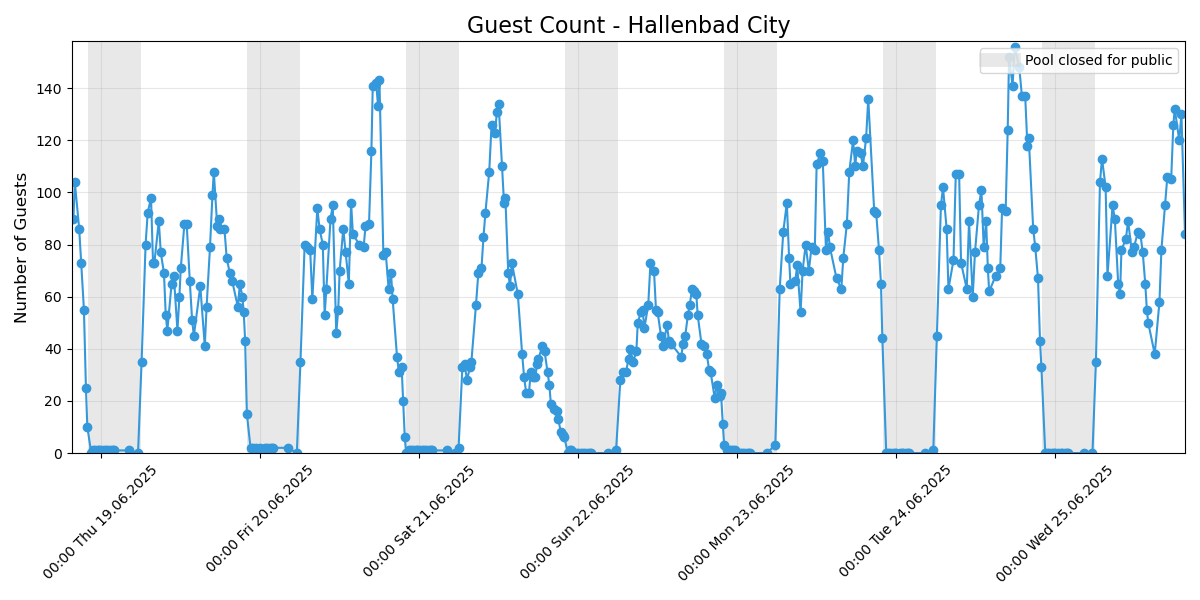 Guest Count - Hallenbad City
Pool closed for public
Number of Guests
140
120
100
80
60
40
20
0
00:00 Thu 19.06.2025
00:00 Fri 20.06.2025
00:00 Sat 21.06.2025
00:00 Sun 22.06.2025
00:00 Mon 23.06.2025
00:00 Tue 24.06.2025
00:00 Wed 25.06.2025